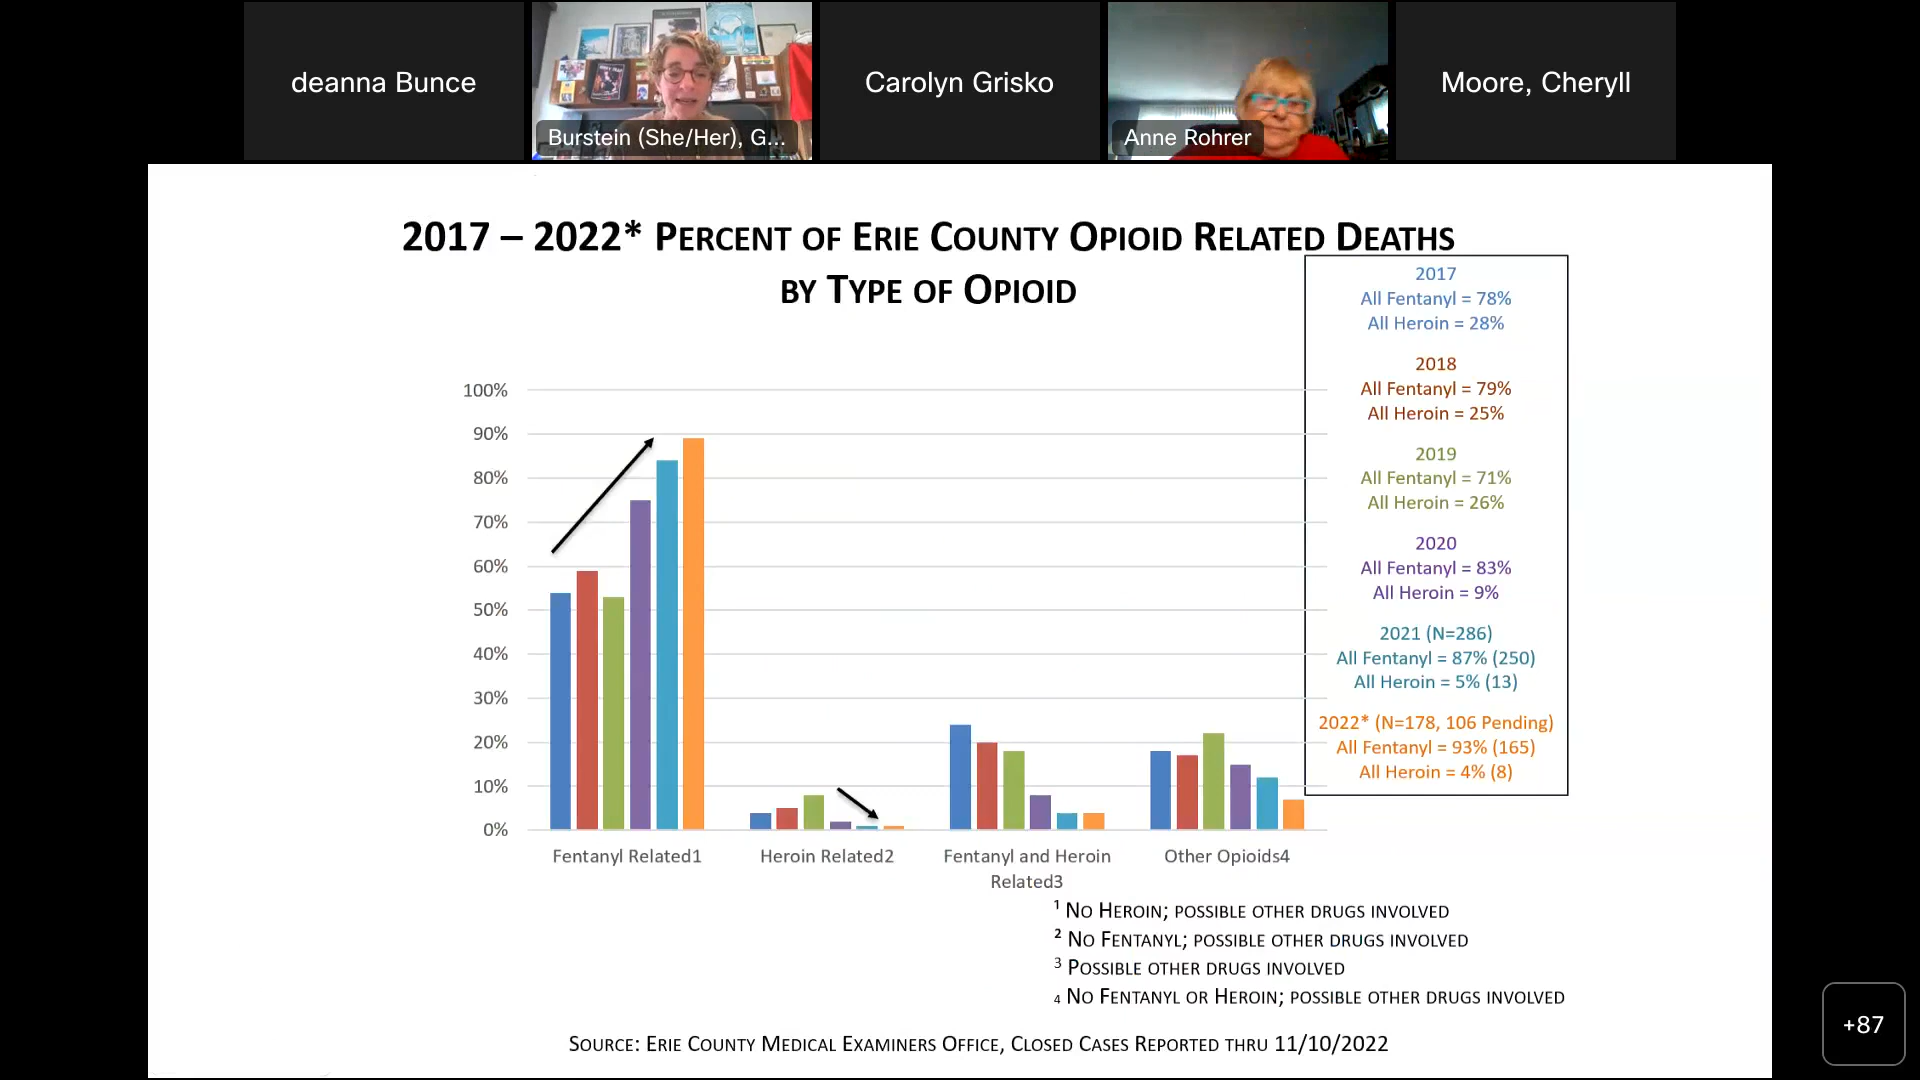 deanna Bunce
Burstein (She/Her), G...
Carolyn Grisko
Anne Rohrer
Moore, Cheryll
2017 – 2022* Percent of Erie County Opioid Related Deaths
by Type of Opioid
2017
All Fentanyl = 78%
All Heroin = 28%
2018
All Fentanyl = 79%
All Heroin = 25%
2019
All Fentanyl = 71%
All Heroin = 26%
2020
All Fentanyl = 83%
All Heroin = 9%
2021 (N=286)
All Fentanyl = 87% (250)
All Heroin = 5% (13)
2022* (N=178, 106 Pending)
All Fentanyl = 93% (165)
All Heroin = 4% (8)
100%
90%
80%
70%
60%
50%
40%
30%
20%
10%
0%
Fentanyl Related1
Heroin Related2
Fentanyl and Heroin
Related3
Other Opioids4
¹ No Heroin; possible other drugs involved
² No Fentanyl; possible other drugs involved
³ Possible other drugs involved
4 No Fentanyl or Heroin; possible other drugs involved
Source: Erie County Medical Examiners Office, Closed Cases Reported thru 11/10/2022
+87